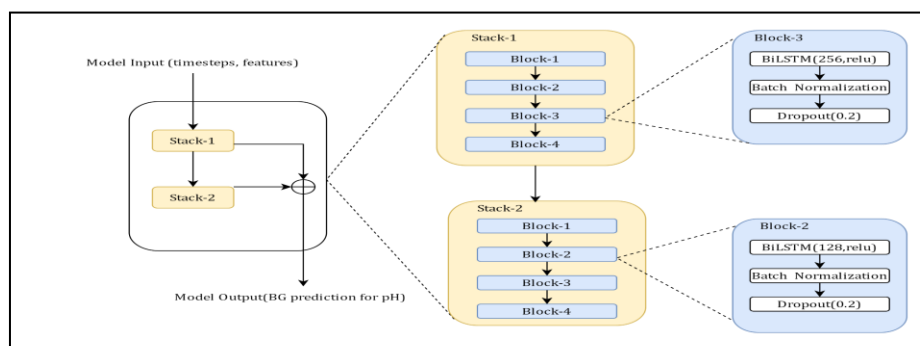 Model Input (timesteps, features)
Stack-1
Stack-2
Model Output(BG prediction for pH)
Stack-1
Block-1
Block-2
Block-3
Block-4
Stack-2
Block-1
Block-2
Block-3
Block-4
Block-3
BiLSTM(256,relu)
Batch Normalization
Dropout(0.2)
Block-2
BiLSTM(128,relu)
Batch Normalization
Dropout(0.2)